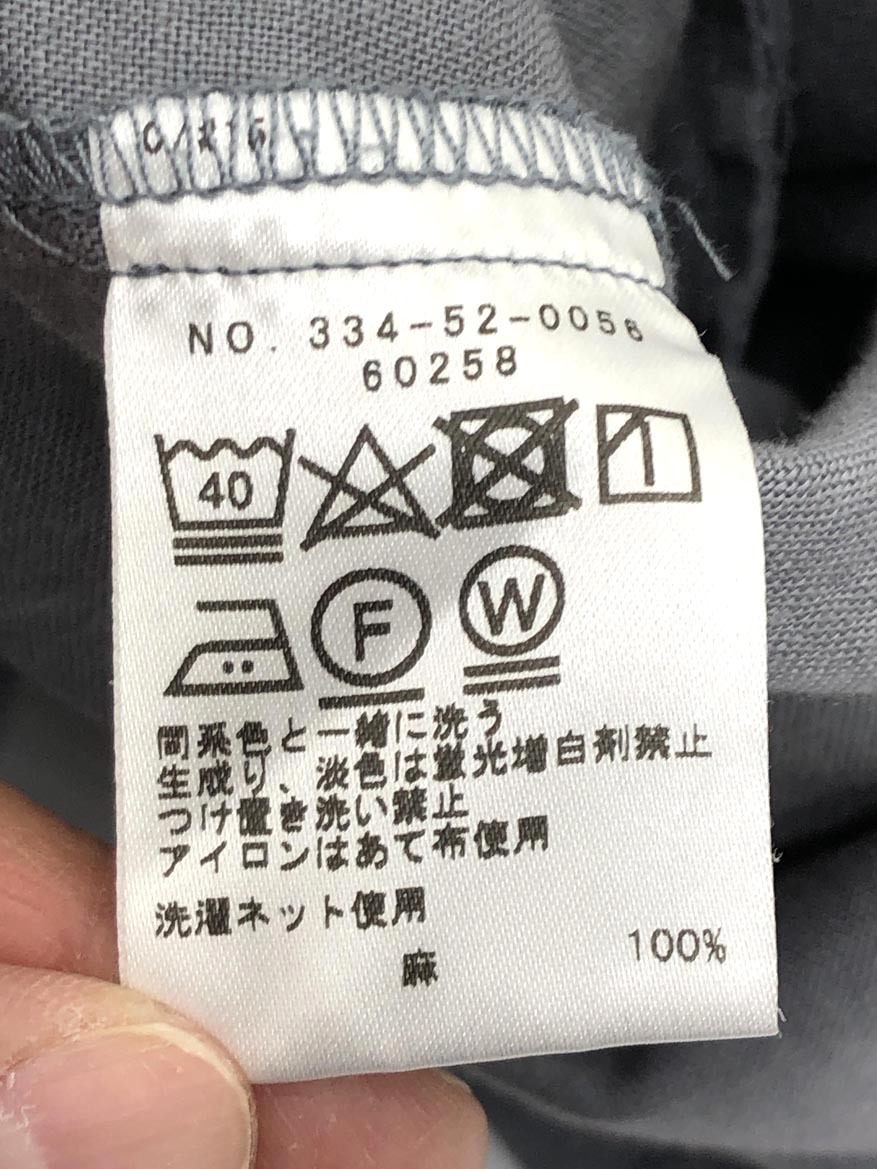 NO. 334-52-0056
60258
40
F
W
同系色と一緒に洗う
生成り、淡色は蛍光増白剤禁止
つけ置き洗い禁止
アイロンはあて布使用
洗濯ネット使用
麻 100%